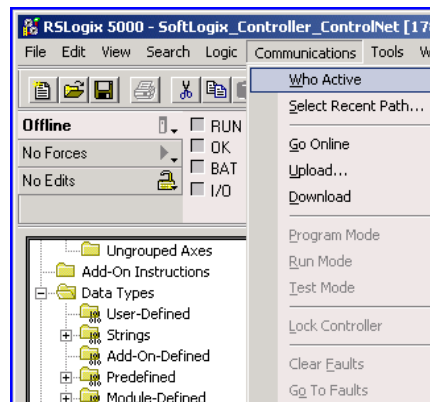 RSLogix 5000 - SoftLogix_Controller_ControlNet [17
File Edit View Search Logic Communications Tools W
Offline
RUN
No Forces
OK
No Edits
BAT
I/O
Ungrouped Axes
Add-On Instructions
Data Types
User-Defined
Strings
Add-On-Defined
Predefined
Module-Defined
Who Active
Select Recent Path...
Go Online
Upload...
Download
Program Mode
Run Mode
Test Mode
Lock Controller
Clear Faults
Go To Faults